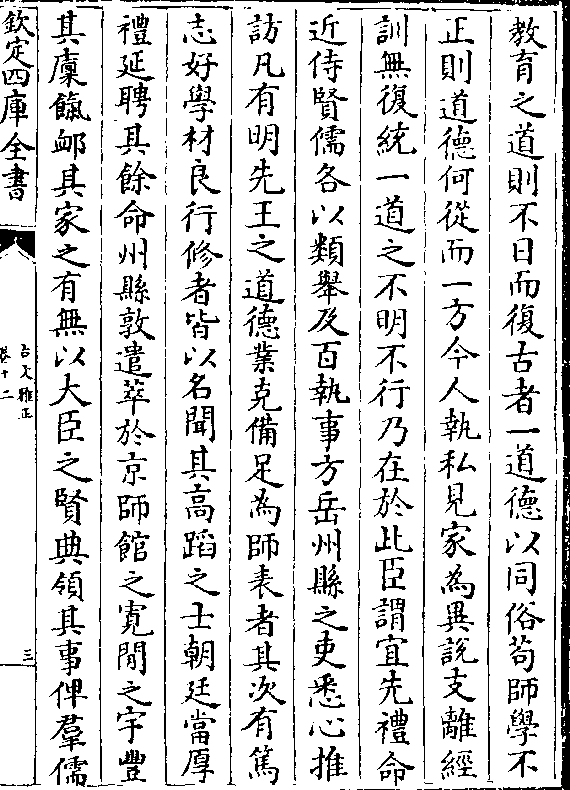 教育之道則不日而復古者一道德以同俗苟師學不
正則道德何從而一方今人執私見家為異說支離經
訓無復統一道之不明不行乃在於此臣謂宜先禮命
近侍賢儒各以類舉及百執事方岳州縣之吏悉心推
訪凡有明先王之道德業克備足為師表者其次有篤
志好學材良行修者皆以名聞其高蹈之士朝廷當厚
禮延聘其餘命州縣敦遣萃於京師館之寛閒之宇豐
其廩餼䘏其家之有無以大臣之賢典領其事俾羣儒
欽定四庫全書
古文雅正
卷十二
三